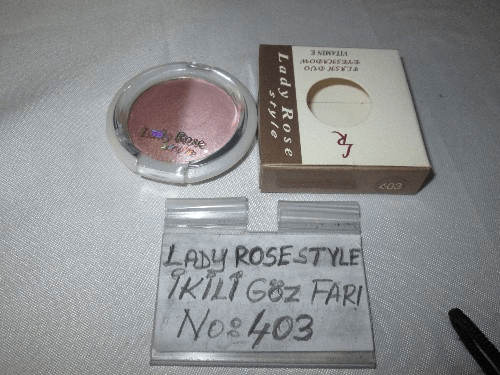 Lady Rose
FLASH DUO
EYESHADOW
VITAMIN E
Lady Rose
style
LR
403
LADY ROSE STYLE
İKİLİ GÖZ FARI
No: 403